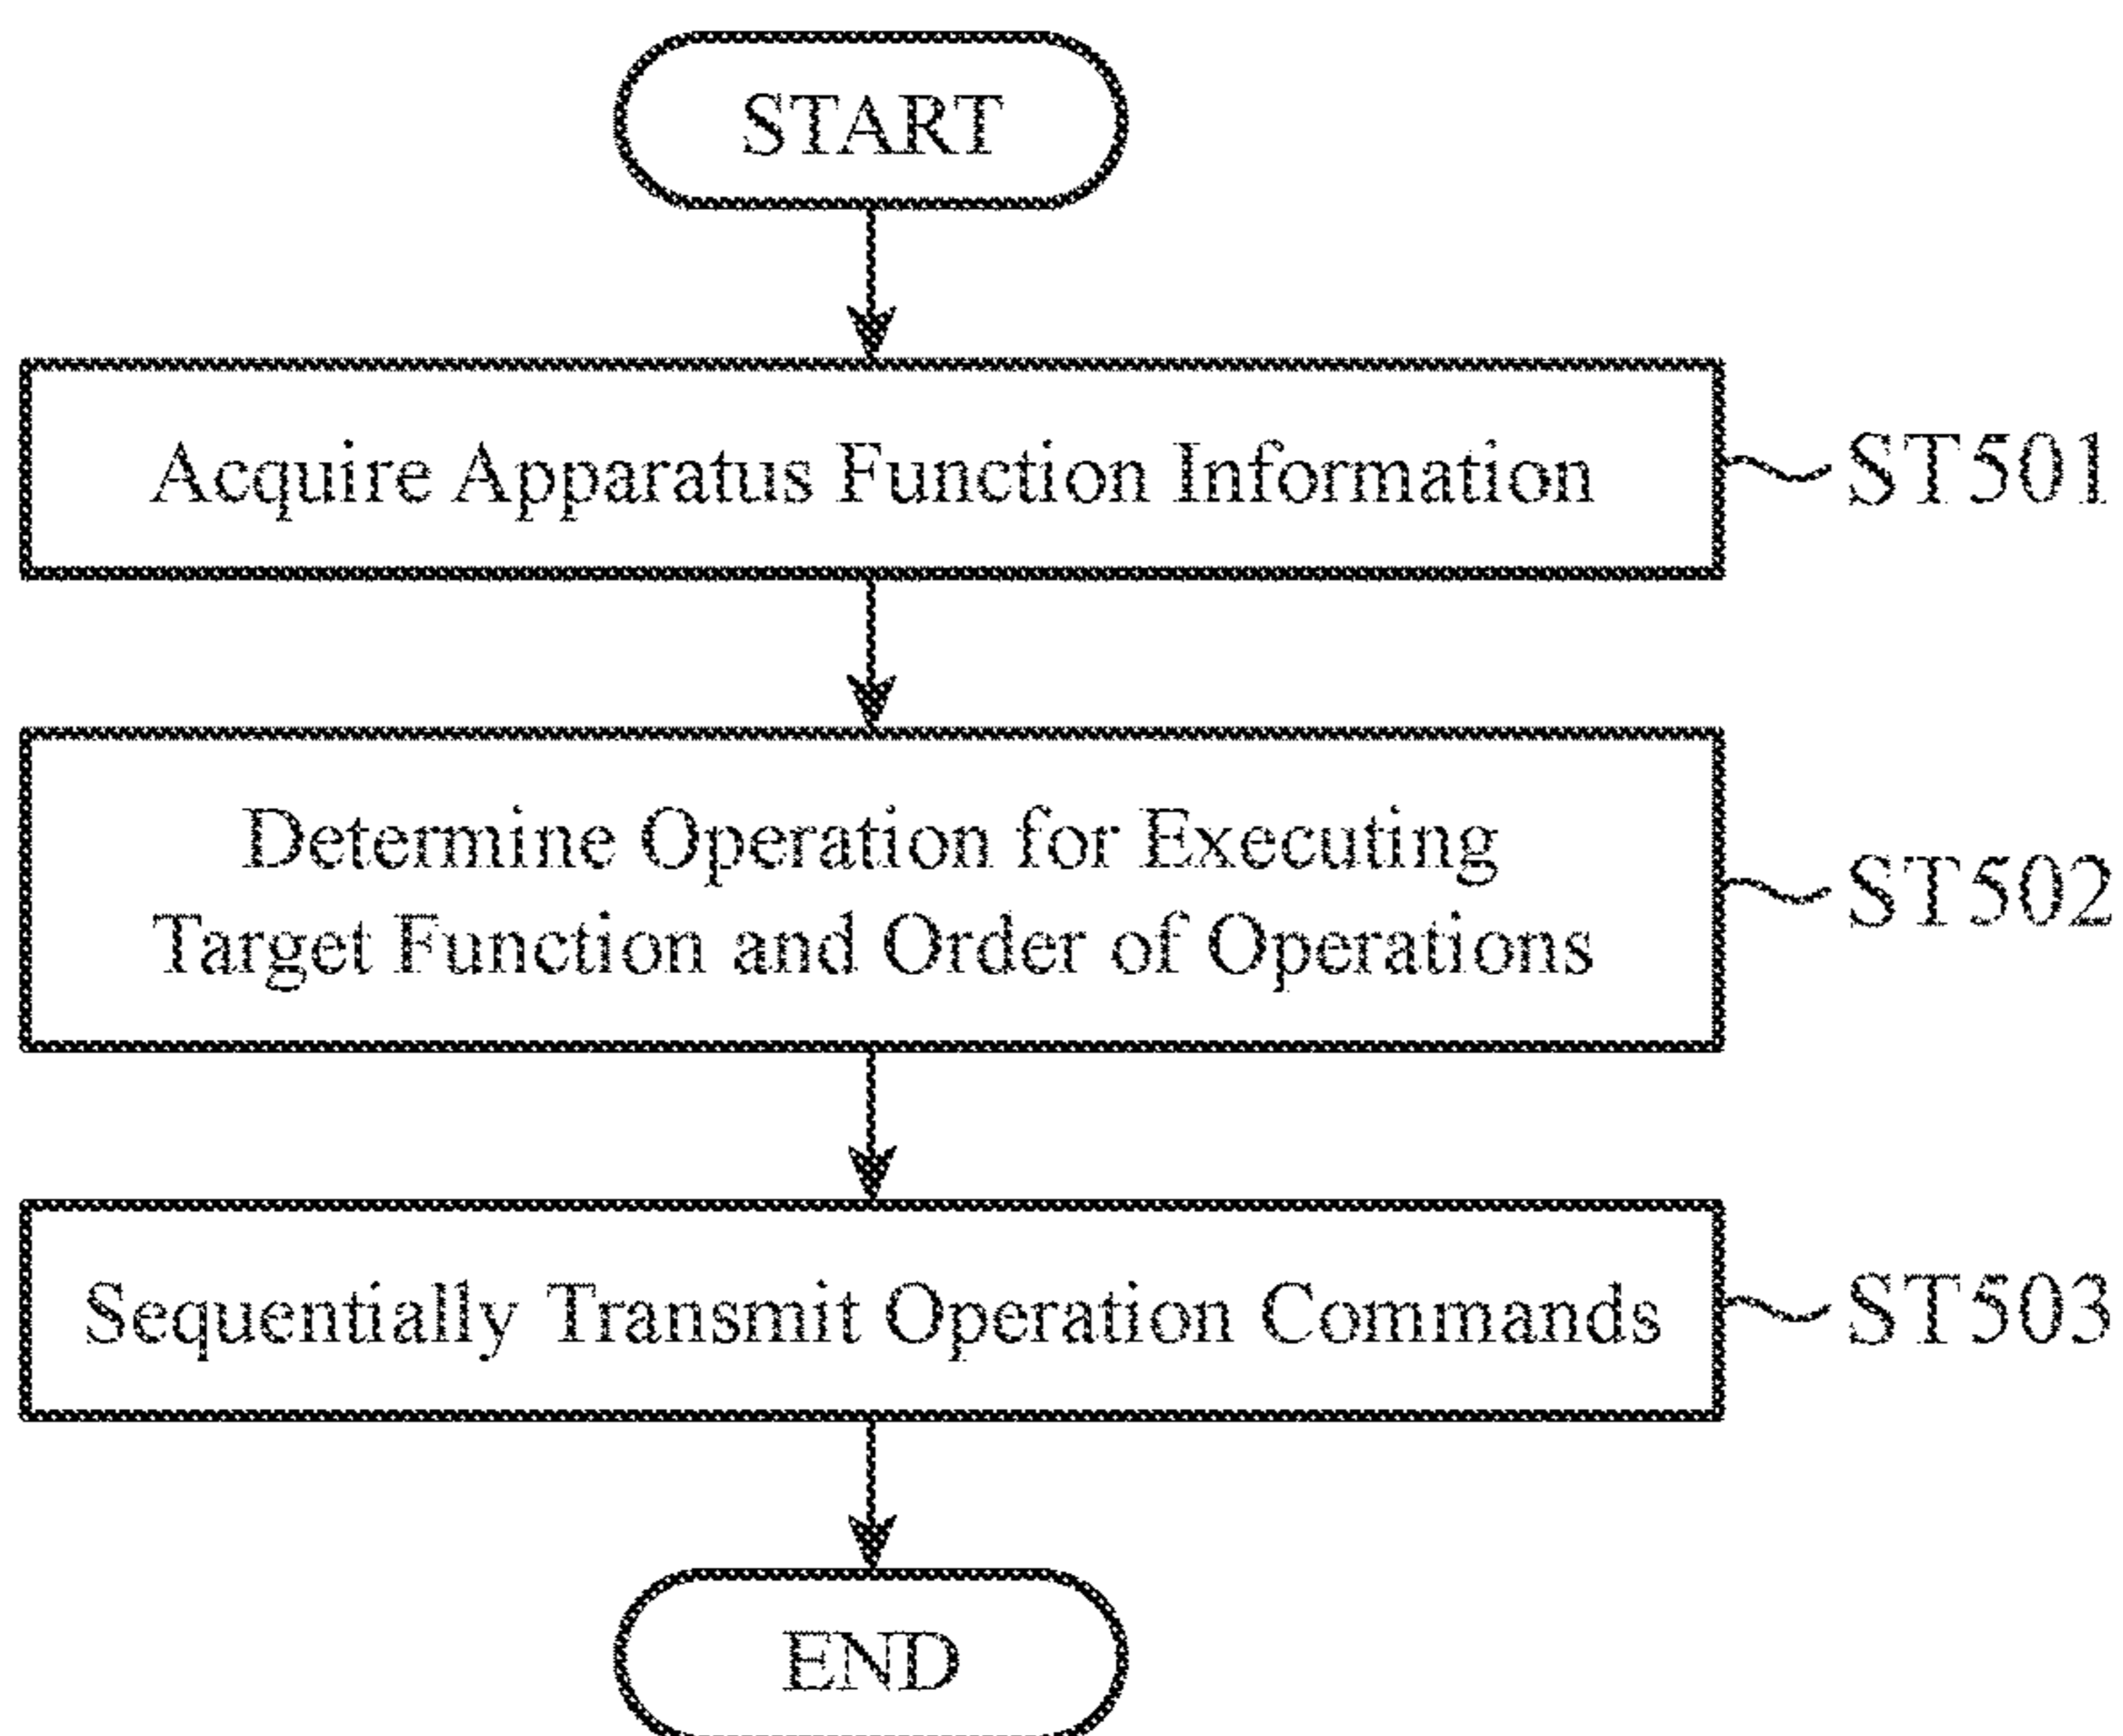 START
Acquire Apparatus Function Information
ST501
Determine Operation for Executing
Target Function and Order of Operations
ST502
Sequentially Transmit Operation Commands
ST503
END